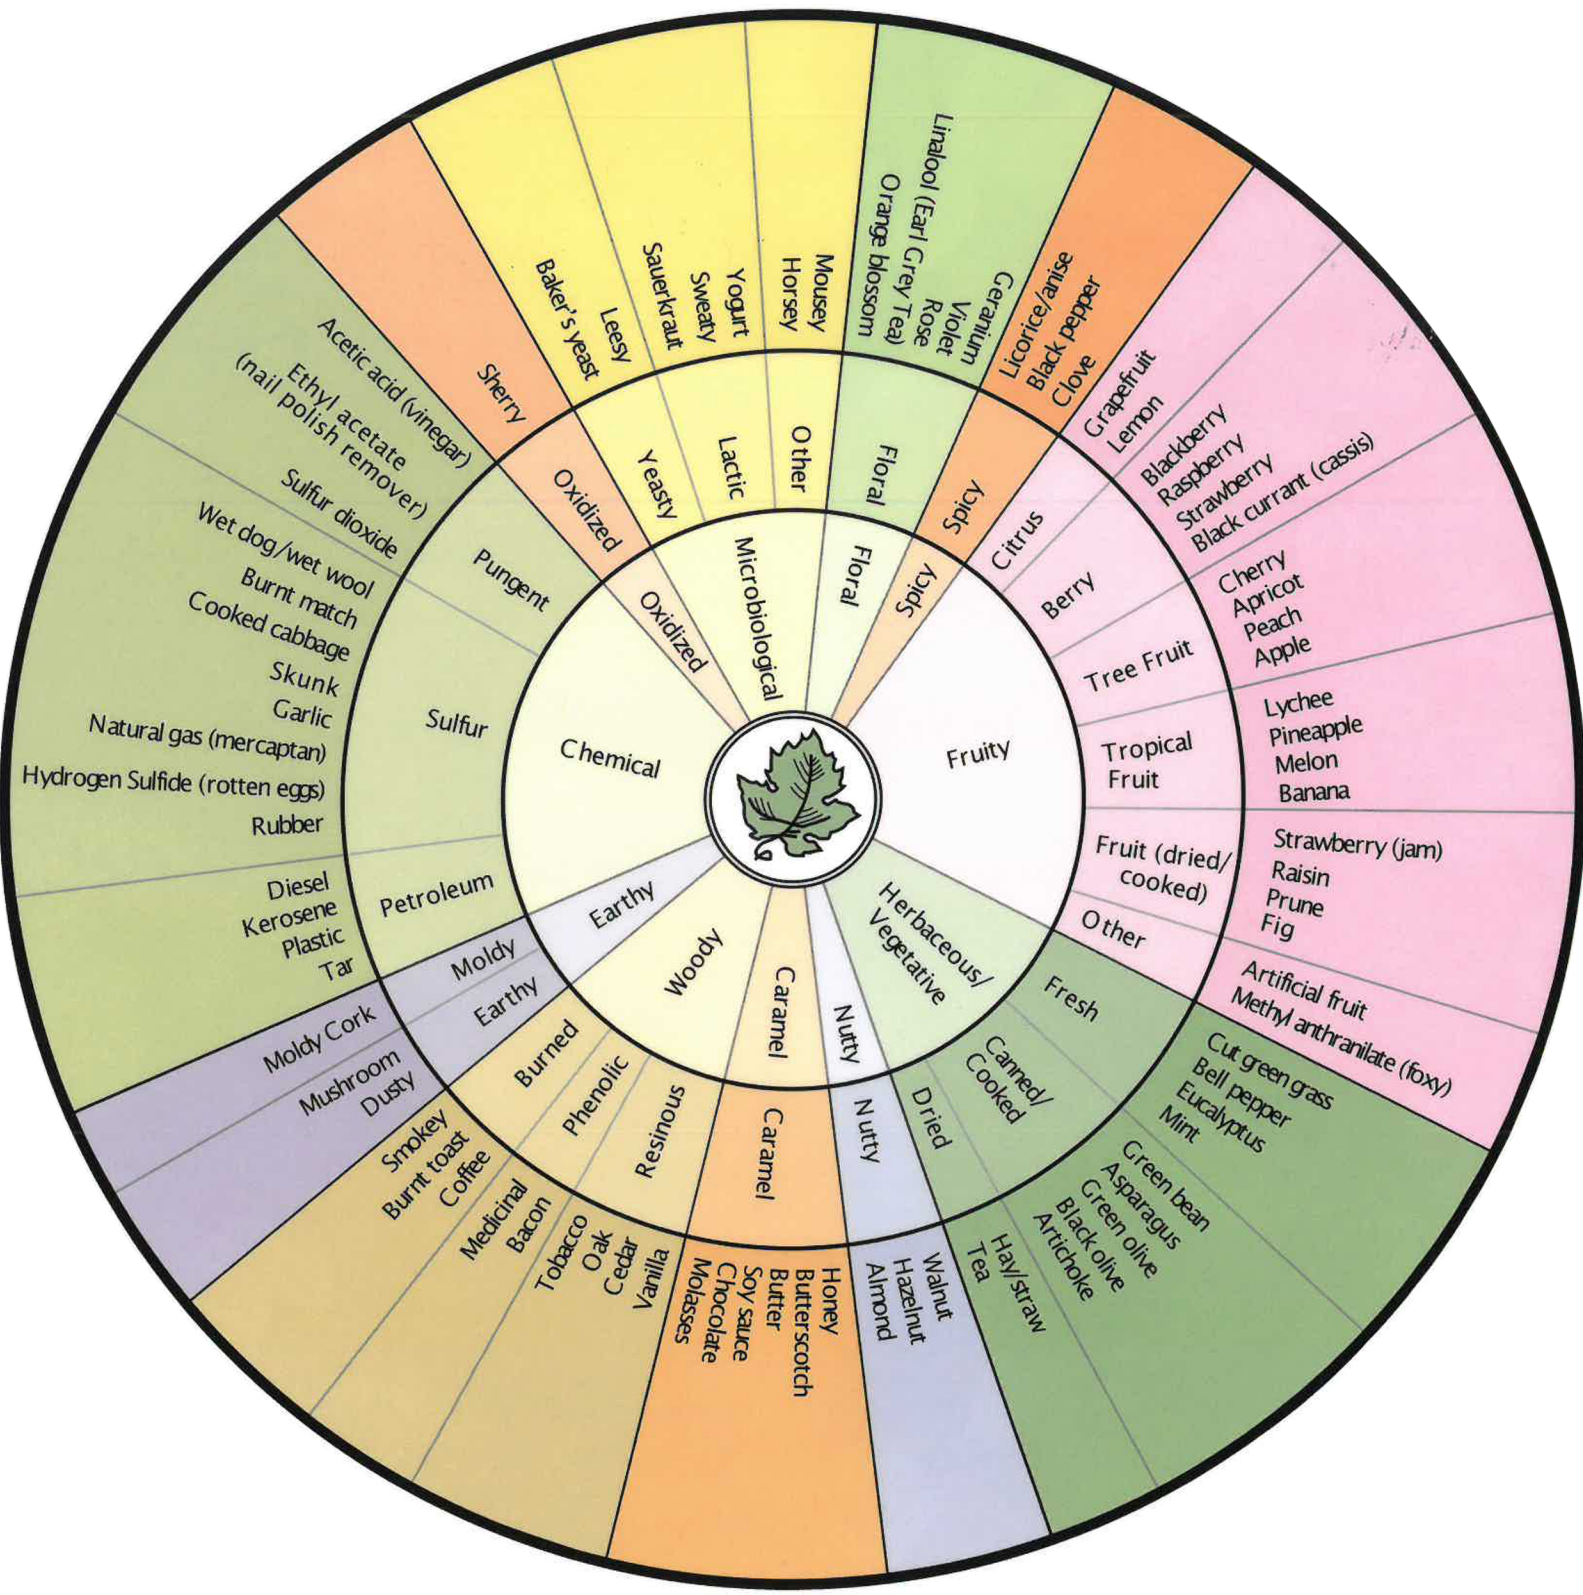 Microbiological
Yeasty
Baker's yeast
Leesy
Lactic
Sauerkraut
Sweaty
Yogurt
Other
Horsey
Mousey
Floral
Floral
Orange blossom
Linalool (Earl Grey Tea)
Rose
Violet
Geranium
Spicy
Spicy
Licorice/anise
Black pepper
Clove
Fruity
Citrus
Grapefruit
Lemon
Berry
Blackberry
Raspberry
Strawberry
Black currant (cassis)
Tree Fruit
Cherry
Apricot
Peach
Apple
Tropical
Fruit
Lychee
Pineapple
Melon
Banana
Fruit (dried/
cooked)
Strawberry (jam)
Raisin
Prune
Fig
Other
Artificial fruit
Methyl anthranilate (foxy)
Herbaceous/
Vegetative
Fresh
Cut green grass
Bell pepper
Eucalyptus
Mint
Canned/
Cooked
Green bean
Asparagus
Green olive
Black olive
Artichoke
Dried
Hay/straw
Tea
Nutty
Nutty
Walnut
Hazelnut
Almond
Caramel
Caramel
Honey
Butterscotch
Butter
Soy sauce
Chocolate
Molasses
Woody
Resinous
Vanilla
Cedar
Oak
Tobacco
Phenolic
Bacon
Medicinal
Burned
Coffee
Burnt toast
Smokey
Earthy
Earthy
Dusty
Mushroom
Moldy
Moldy Cork
Chemical
Petroleum
Tar
Plastic
Kerosene
Diesel
Sulfur
Rubber
Hydrogen Sulfide (rotten eggs)
Natural gas (mercaptan)
Garlic
Skunk
Cooked cabbage
Burnt match
Wet dog/wet wool
Sulfur dioxide
Pungent
Ethyl acetate
(nail polish remover)
Acetic acid (vinegar)
Oxidized
Oxidized
Sherry